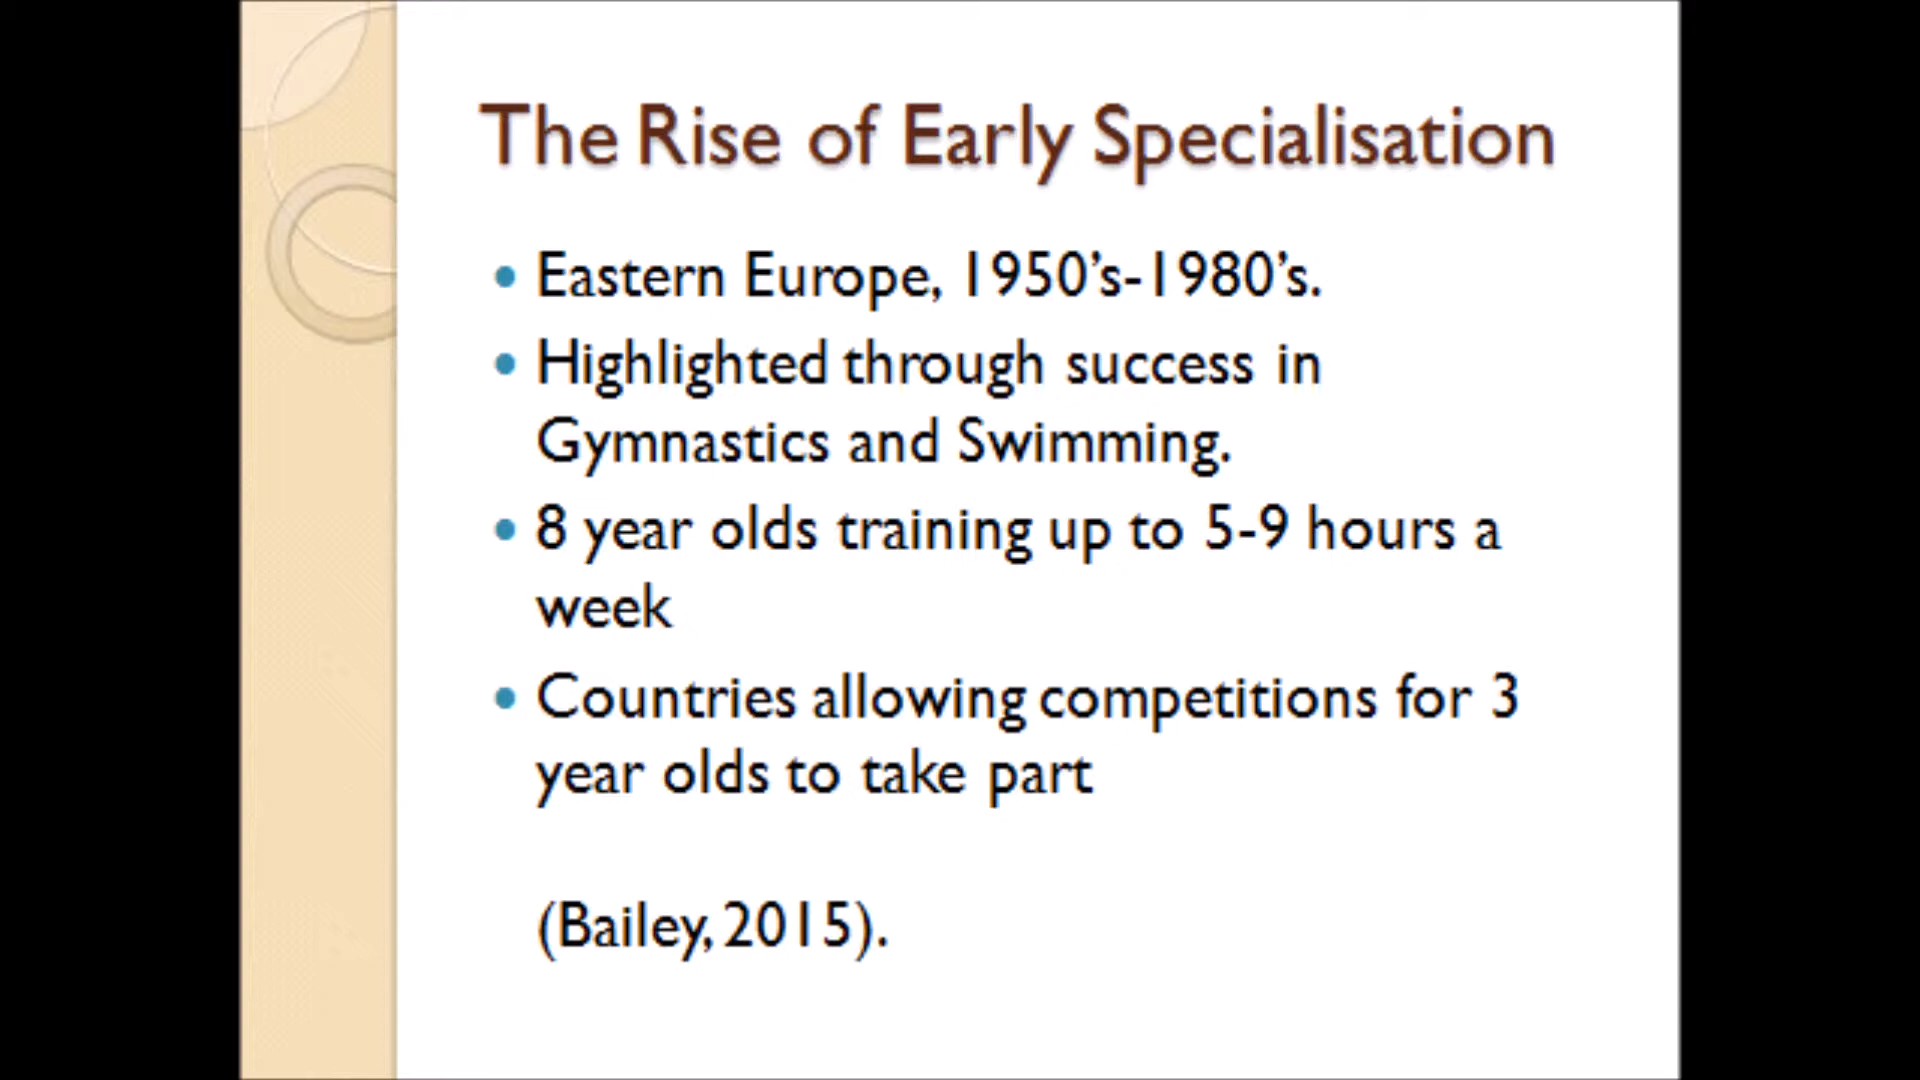 The Rise of Early Specialisation
• Eastern Europe, 1950’s-1980’s.
• Highlighted through success in
Gymnastics and Swimming.
• 8 year olds training up to 5-9 hours a
week
• Countries allowing competitions for 3
year olds to take part
(Bailey, 2015).